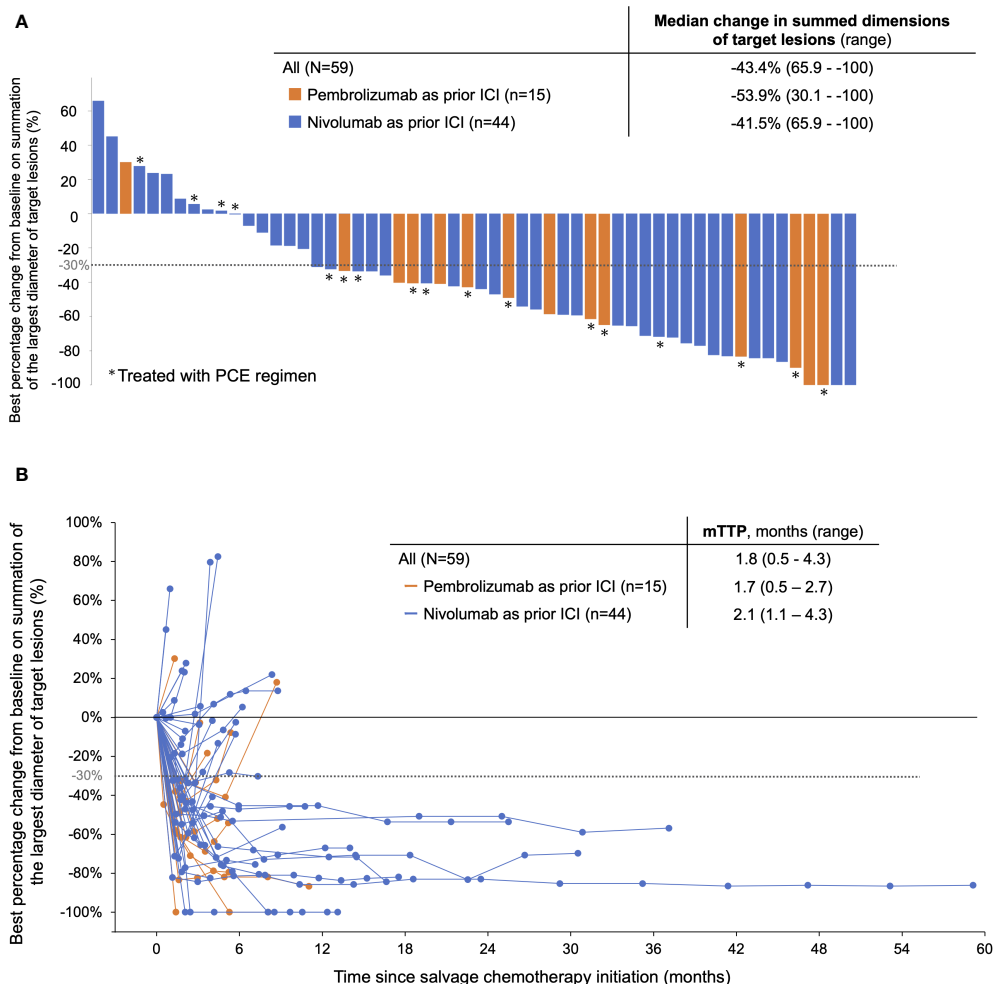 A
Median change in summed dimensions
of target lesions (range)
All (N=59) -43.4% (65.9 - -100)
Pembrolizumab as prior ICI (n=15) -53.9% (30.1 - -100)
Nivolumab as prior ICI (n=44) -41.5% (65.9 - -100)
Best percentage change from baseline on summation
of the largest diameter of target lesions (%)
60
40
20
0
-20
-30%
-40
-60
-80
-100
* * * * * * * * * * * * * * * * *
*Treated with PCE regimen
B
mTTP, months (range)
All (N=59) 1.8 (0.5 - 4.3)
Pembrolizumab as prior ICI (n=15) 1.7 (0.5 – 2.7)
Nivolumab as prior ICI (n=44) 2.1 (1.1 – 4.3)
Best percentage change from baseline on summation of
the largest diameter of target lesions (%)
100%
80%
60%
40%
20%
0%
-20%
-30%
-40%
-60%
-80%
-100%
0 6 12 18 24 30 36 42 48 54 60
Time since salvage chemotherapy initiation (months)